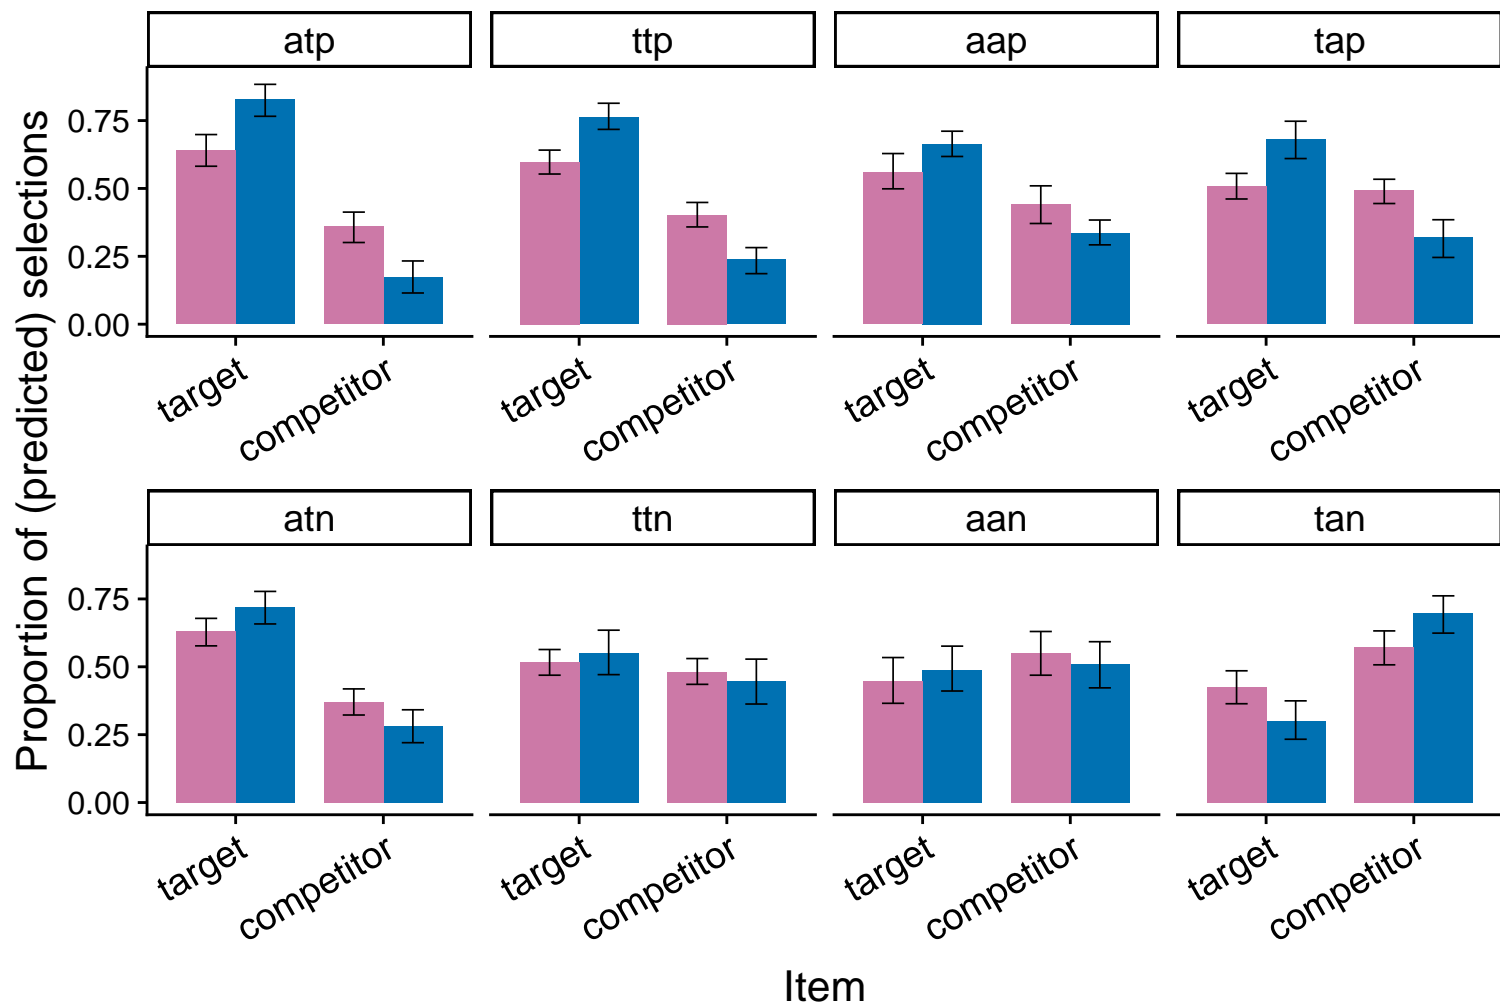 atp ttp aap tap
Proportion of (predicted) selections
0.75
0.50
0.25
0.00
target competitor target competitor target competitor target competitor
atn ttn aan tan
0.75
0.50
0.25
0.00
target competitor target competitor target competitor target competitor
Item